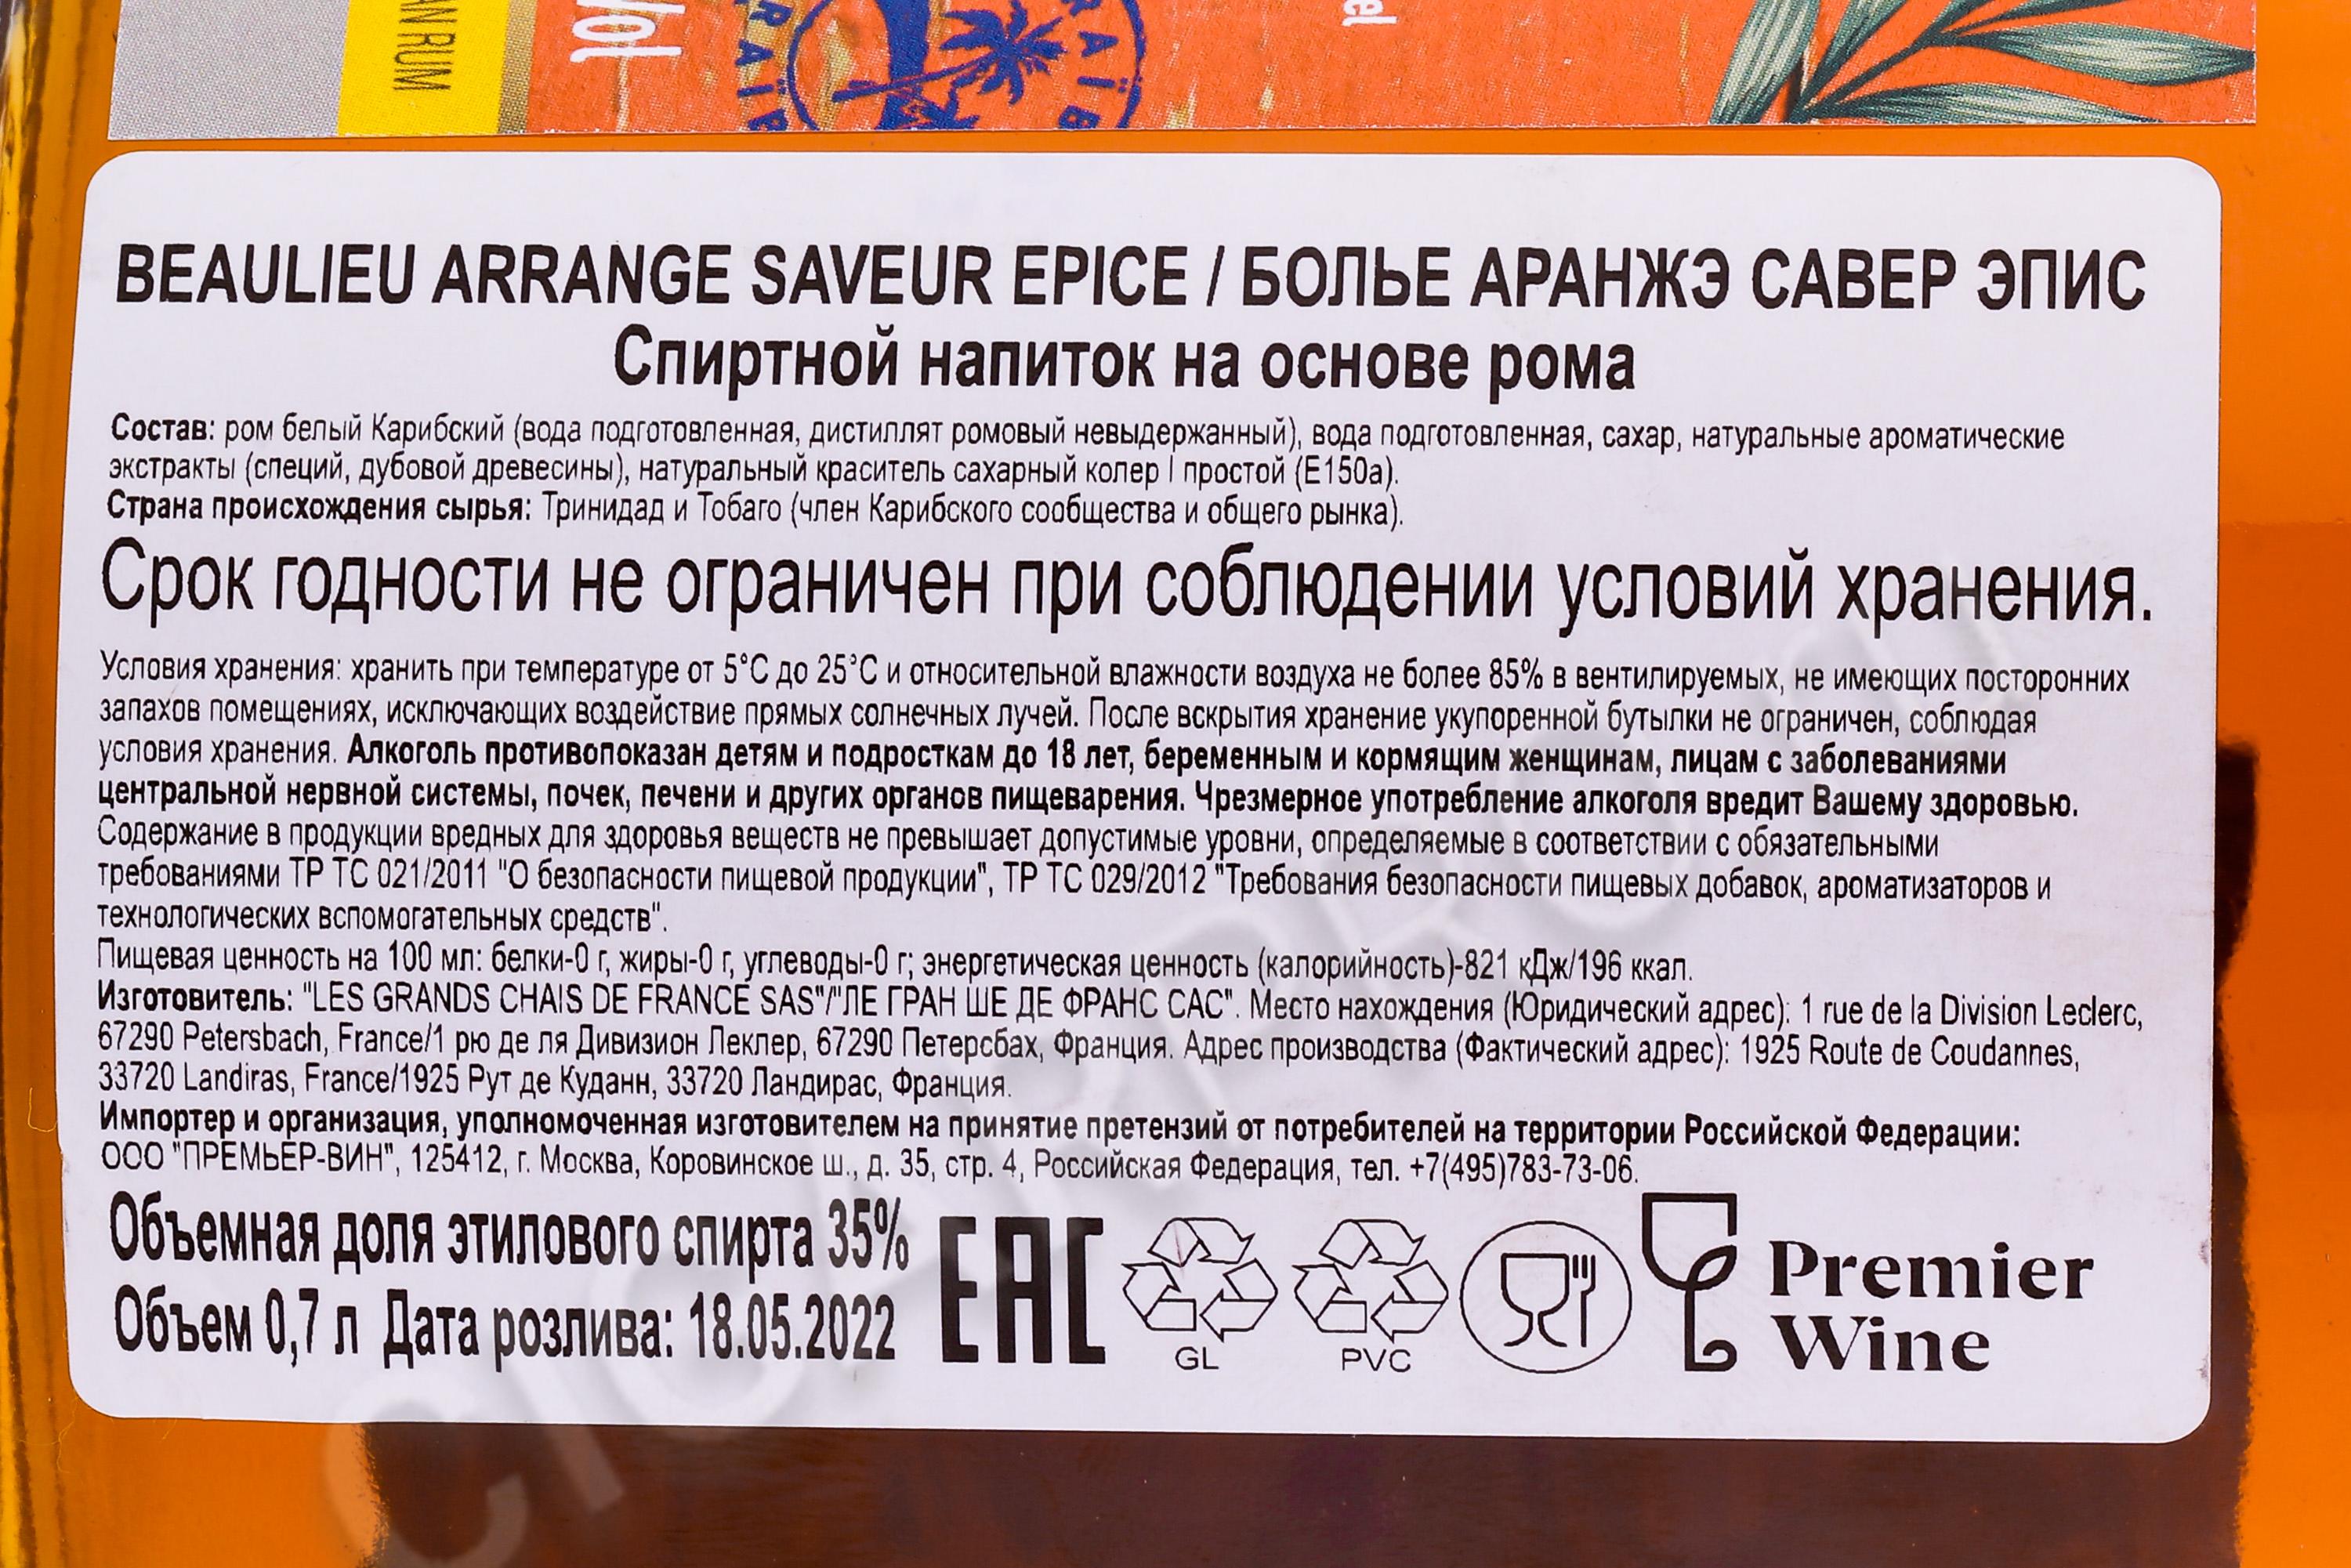 AN RUM
BEAULIEU ARRANGE SAVEUR EPICE / БОЛЬЕ АРАНЖЭ САВЕР ЭПИС
Спиртной напиток на основе рома
Состав: ром белый Карибский (вода подготовленная, дистиллят ромовый невыдержанный), вода подготовленная, сахар, натуральные ароматические
экстракты (специй, дубовой древесины), натуральный краситель сахарный колер I простой (Е150а).
Страна происхождения сырья: Тринидад и Тобаго (член Карибского сообщества и общего рынка).
Срок годности не ограничен при соблюдении условий хранения.
Условия хранения: хранить при температуре от 5°С до 25°С и относительной влажности воздуха не более 85% в вентилируемых, не имеющих посторонних
запахов помещениях, исключающих воздействие прямых солнечных лучей. После вскрытия хранение укупоренной бутылки не ограничен, соблюдая
условия хранения. Алкоголь противопоказан детям и подросткам до 18 лет, беременным и кормящим женщинам, лицам с заболеваниями
центральной нервной системы, почек, печени и других органов пищеварения. Чрезмерное употребление алкоголя вредит Вашему здоровью.
Содержание в продукции вредных для здоровья веществ не превышает допустимые уровни, определяемые в соответствии с обязательными
требованиями ТР ТС 021/2011 "О безопасности пищевой продукции", ТР ТС 029/2012 "Требования безопасности пищевых добавок, ароматизаторов и
технологических вспомогательных средств".
Пищевая ценность на 100 мл: белки-0 г, жиры-0 г, углеводы-0 г; энергетическая ценность (калорийность)-821 кДж/196 ккал.
Изготовитель: "LES GRANDS CHAIS DE FRANCE SAS"/"ЛЕ ГРАН ШЕ ДЕ ФРАНС САС". Место нахождения (Юридический адрес): 1 rue de la Division Leclerc,
67290 Petersbach, France/1 рю де ля Дивизион Леклер, 67290 Петерсбах, Франция. Адрес производства (Фактический адрес): 1925 Route de Coudannes,
33720 Landiras, France/1925 Рут де Куданн, 33720 Ландирас, Франция.
Импортер и организация, уполномоченная изготовителем на принятие претензий от потребителей на территории Российской Федерации:
ООО "ПРЕМЬЕР-ВИН", 125412, г. Москва, Коровинское ш., д. 35, стр. 4, Российская Федерация, тел. +7(495)783-73-06.
Объемная доля этилового спирта 35%
Объем 0,7 л Дата розлива: 18.05.2022
EAC
GL
PVC
Premier
Wine
CIGARPRO.ru